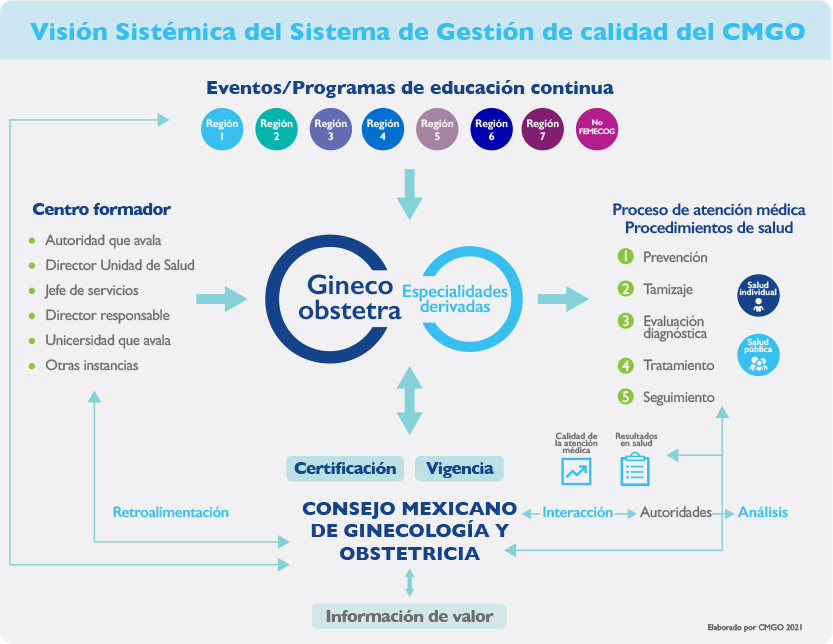 Visión Sistémica del Sistema de Gestión de calidad del CMGO
Eventos/Programas de educación continua
Región 1
Región 2
Región 3
Región 4
Región 5
Región 6
Región 7
No FEMECOG
Centro formador
Autoridad que avala
Director Unidad de Salud
Jefe de servicios
Director responsable
Unicersidad que avala
Otras instancias
Gineco
obstetra
Especialidades
derivadas
Proceso de atención médica
Procedimientos de salud
1 Prevención
2 Tamizaje
3 Evaluación
diagnóstica
4 Tratamiento
5 Seguimiento
Salud
individual
Salud
pública
Calidad de
la atención
médica
Resultados
en salud
Certificación
Vigencia
Retroalimentación
CONSEJO MEXICANO
DE GINECOLOGÍA Y
OBSTETRICIA
Interacción
Autoridades
Análisis
Información de valor
Elaborado por CMGO 2021